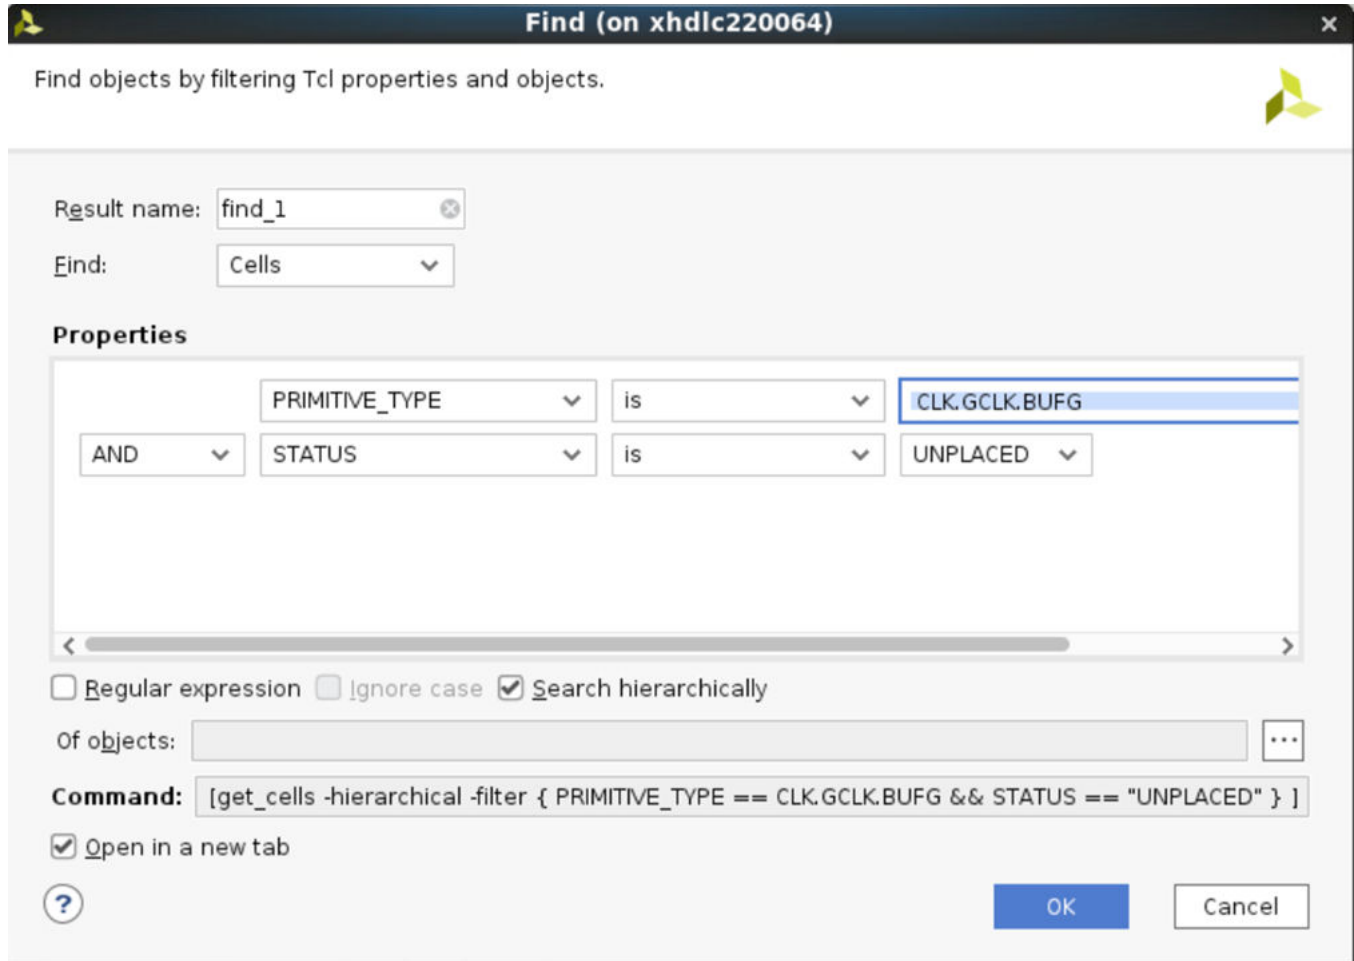 Find (on xhdlc220064)
Find objects by filtering Tcl properties and objects.
Result name: find_1
Find: Cells
Properties
PRIMITIVE_TYPE is CLK.GCLK.BUFG
AND STATUS is UNPLACED
Regular expression Ignore case Search hierarchically
Of objects: ...
Command: [get_cells -hierarchical -filter { PRIMITIVE_TYPE == CLK.GCLK.BUFG && STATUS == "UNPLACED" } ]
Open in a new tab
? OK Cancel